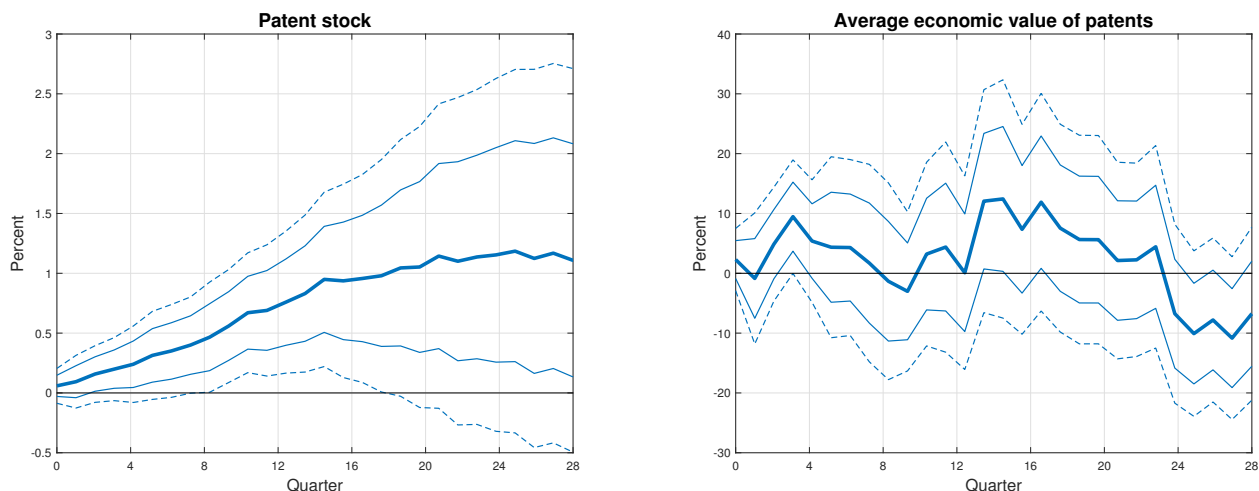 Patent stock
3
2.5
2
1.5
1
0.5
0
-0.5
Percent
0 4 8 12 16 20 24 28
Quarter
Average economic value of patents
40
30
20
10
0
-10
-20
-30
Percent
0 4 8 12 16 20 24 28
Quarter